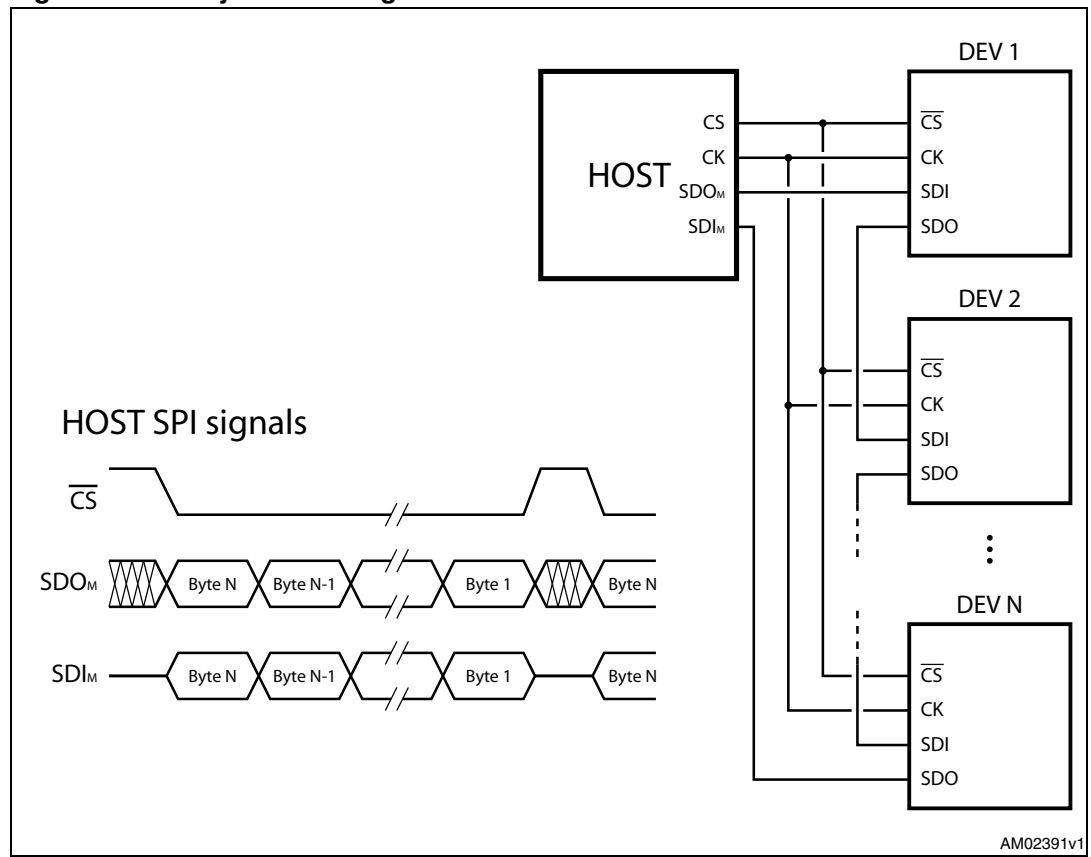 DEV 1
HOST
CS
CK
SDOM
SDIM
CS
CK
SDI
SDO
DEV 2
CS
CK
SDI
SDO
DEV N
CS
CK
SDI
SDO
HOST SPI signals
CS
SDOM
Byte N
Byte N-1
Byte 1
Byte N
SDIM
Byte N
Byte N-1
Byte 1
Byte N
AM02391v1